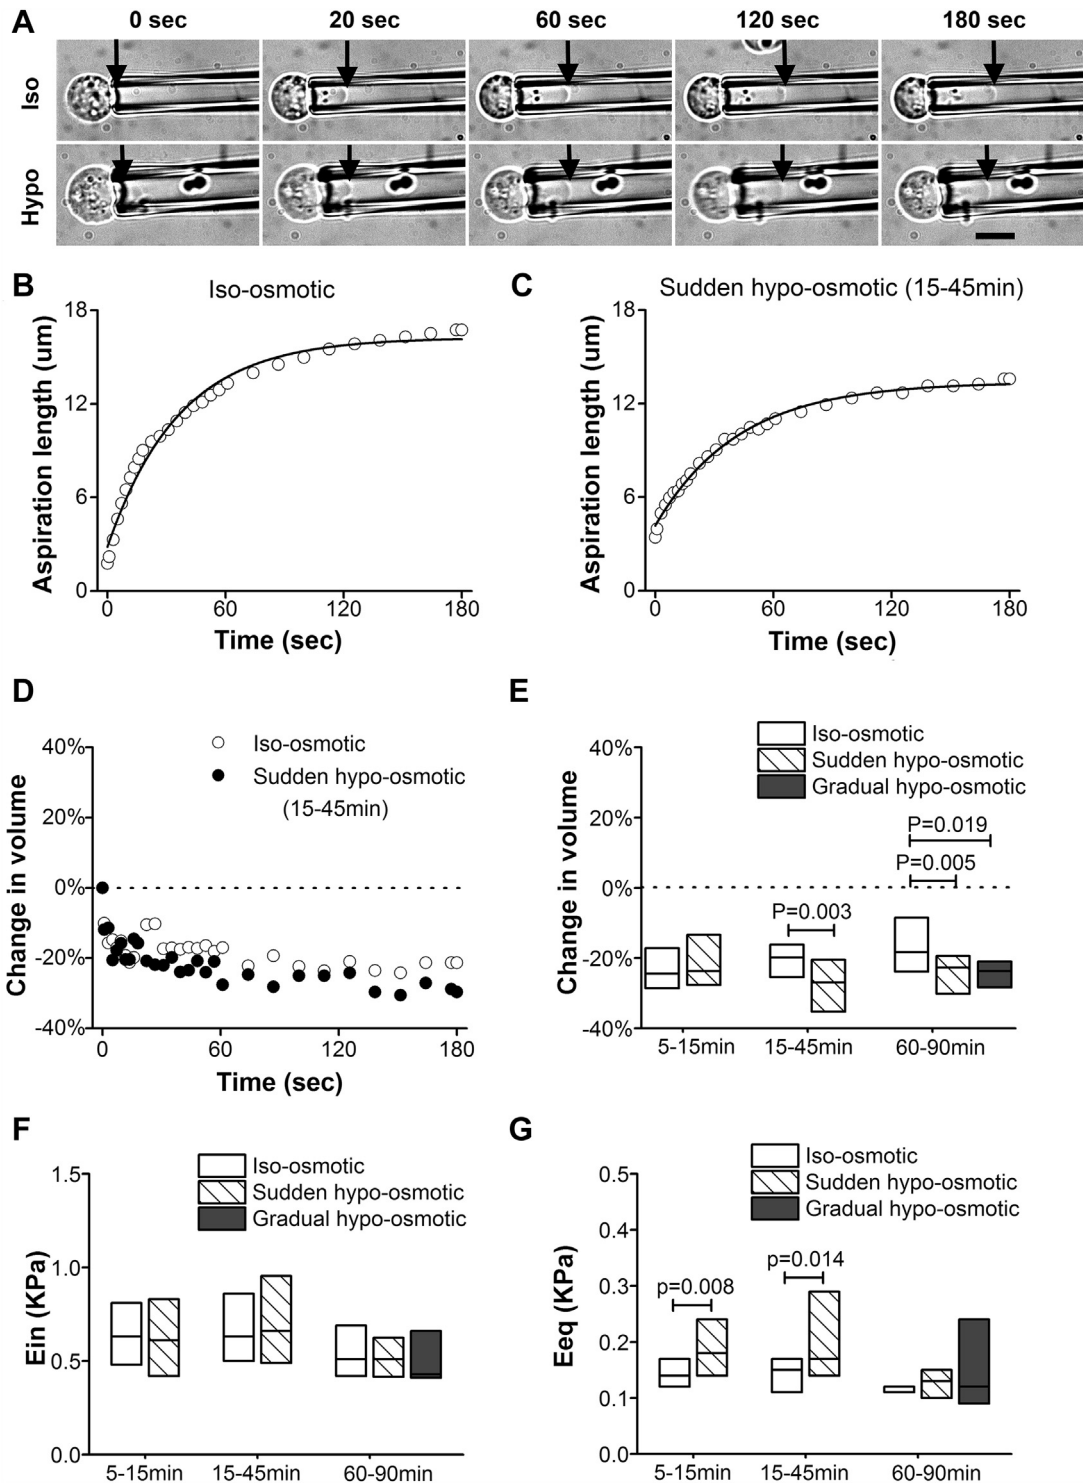 A
0 sec 20 sec 60 sec 120 sec 180 sec
Iso
Hypo
B
Iso-osmotic
18
12
6
0
Aspiration length (um)
0 60 120 180
Time (sec)
C
Sudden hypo-osmotic (15-45min)
18
12
6
0
Aspiration length (um)
0 60 120 180
Time (sec)
D
Iso-osmotic
Sudden hypo-osmotic
(15-45min)
40%
20%
0%
-20%
-40%
Change in volume
0 60 120 180
Time (sec)
E
Iso-osmotic
Sudden hypo-osmotic
Gradual hypo-osmotic
40%
20%
0%
-20%
-40%
Change in volume
P=0.019
P=0.005
P=0.003
5-15min 15-45min 60-90min
F
Iso-osmotic
Sudden hypo-osmotic
Gradual hypo-osmotic
1.5
1.0
0.5
0.0
Ein (KPa)
5-15min 15-45min 60-90min
G
Iso-osmotic
Sudden hypo-osmotic
Gradual hypo-osmotic
0.5
0.4
0.3
0.2
0.1
0.0
Eeq (KPa)
p=0.014
p=0.008
5-15min 15-45min 60-90min